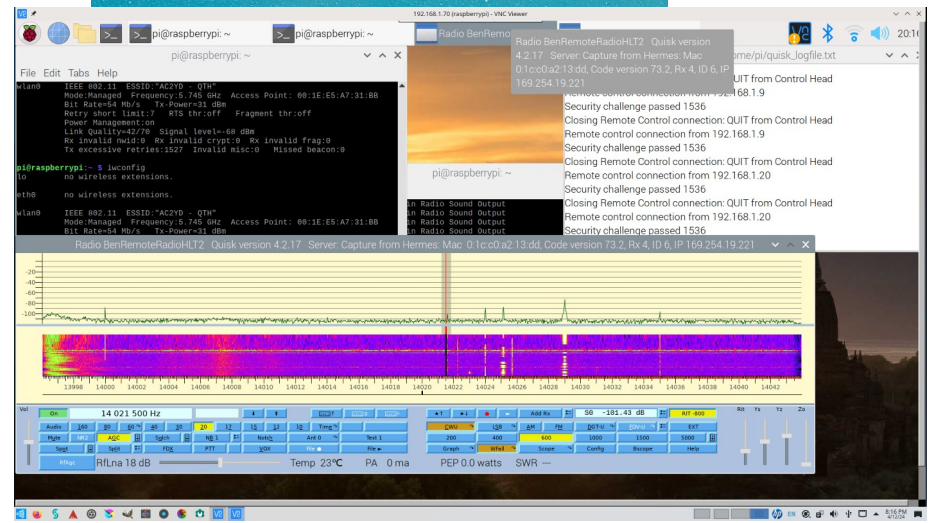 192.168.1.70 (raspberrypi) - VNC Viewer
pi@raspberrypi: ~
pi@raspberrypi: ~
Radio BenRemo
20:16
Radio BenRemoteRadioHLT2 Quisk version
4.2.17 Server: Capture from Hermes: Mac
0:1c:c0:a2:13:dd, Code version 73.2, Rx 4, ID 6, IP
169.254.19.221
pi@raspberrypi: ~
ome/pi/quisk_logfile.txt
File Edit Tabs Help
wlan0 IEEE 802.11 ESSID:"AC2YD - QTH"
Mode:Managed Frequency:5.745 GHz Access Point: 00:1E:E5:A7:31:BB
Bit Rate=54 Mb/s Tx-Power=31 dBm
Retry short limit:7 RTS thr:off Fragment thr:off
Power Management:on
Link Quality=42/70 Signal level=-68 dBm
Rx invalid nwid:0 Rx invalid crypt:0 Rx invalid frag:0
Tx excessive retries:1527 Invalid misc:0 Missed beacon:0
pi@raspberrypi:~ $ iwconfig
lo no wireless extensions.
eth0 no wireless extensions.
wlan0 IEEE 802.11 ESSID:"AC2YD - QTH"
Mode:Managed Frequency:5.745 GHz Access Point: 00:1E:E5:A7:31:BB
Bit Rate=54 Mb/s Tx-Power=31 dBm
pi@raspberrypi: ~
in Radio Sound Output
in Radio Sound Output
in Radio Sound Output
in Radio Sound Output
UIT from Control Head
Remote control connection from 192.168.1.9
Security challenge passed 1536
Closing Remote Control connection: QUIT from Control Head
Remote control connection from 192.168.1.9
Security challenge passed 1536
Closing Remote Control connection: QUIT from Control Head
Remote control connection from 192.168.1.20
Security challenge passed 1536
Closing Remote Control connection: QUIT from Control Head
Remote control connection from 192.168.1.20
Security challenge passed 1536
Radio BenRemoteRadioHLT2 Quisk version 4.2.17 Server: Capture from Hermes: Mac 0:1c:c0:a2:13:dd, Code version 73.2, Rx 4, ID 6, IP 169.254.19.221
-20
-40
-60
-80
-100
13998 14000 14002 14004 14006 14008 14010 14012 14014 14016 14018 14020 14022 14024 14026 14028 14030 14032 14034 14036 14038 14040 14042
Vol On 14 021 500 Hz Add Rx S0 -101.43 dB RIT -800 Rit Ys Yz Zo
Audio 160 80 60 40 30 20 17 15 12 10 Time CWU LSB AM FM DGT-U FDV-U EXT
Mute NR2 AGC Sqlch NB 1 Notch Ant 0 Test 1 200 400 600 1000 1500 5000
Spot Split FDX PTT VOX File File Graph WFall Scope Config RScope Help
RfAgc RfLna 18 dB Temp 23°C PA 0 ma PEP 0.0 watts SWR ---
EN 8:16 PM
4/12/24